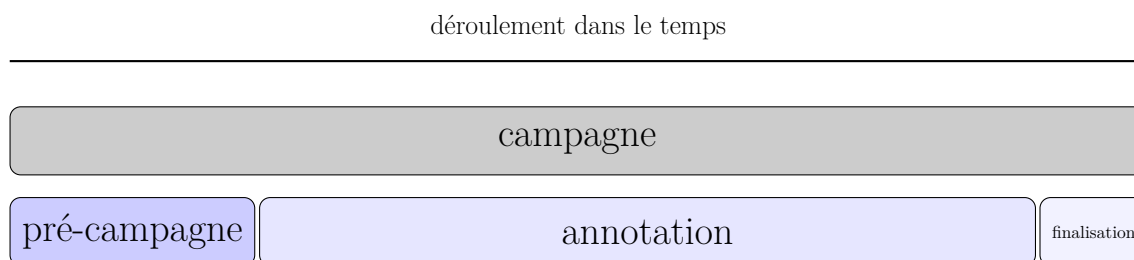 déroulement dans le temps
campagne
pré-campagne annotation finalisation